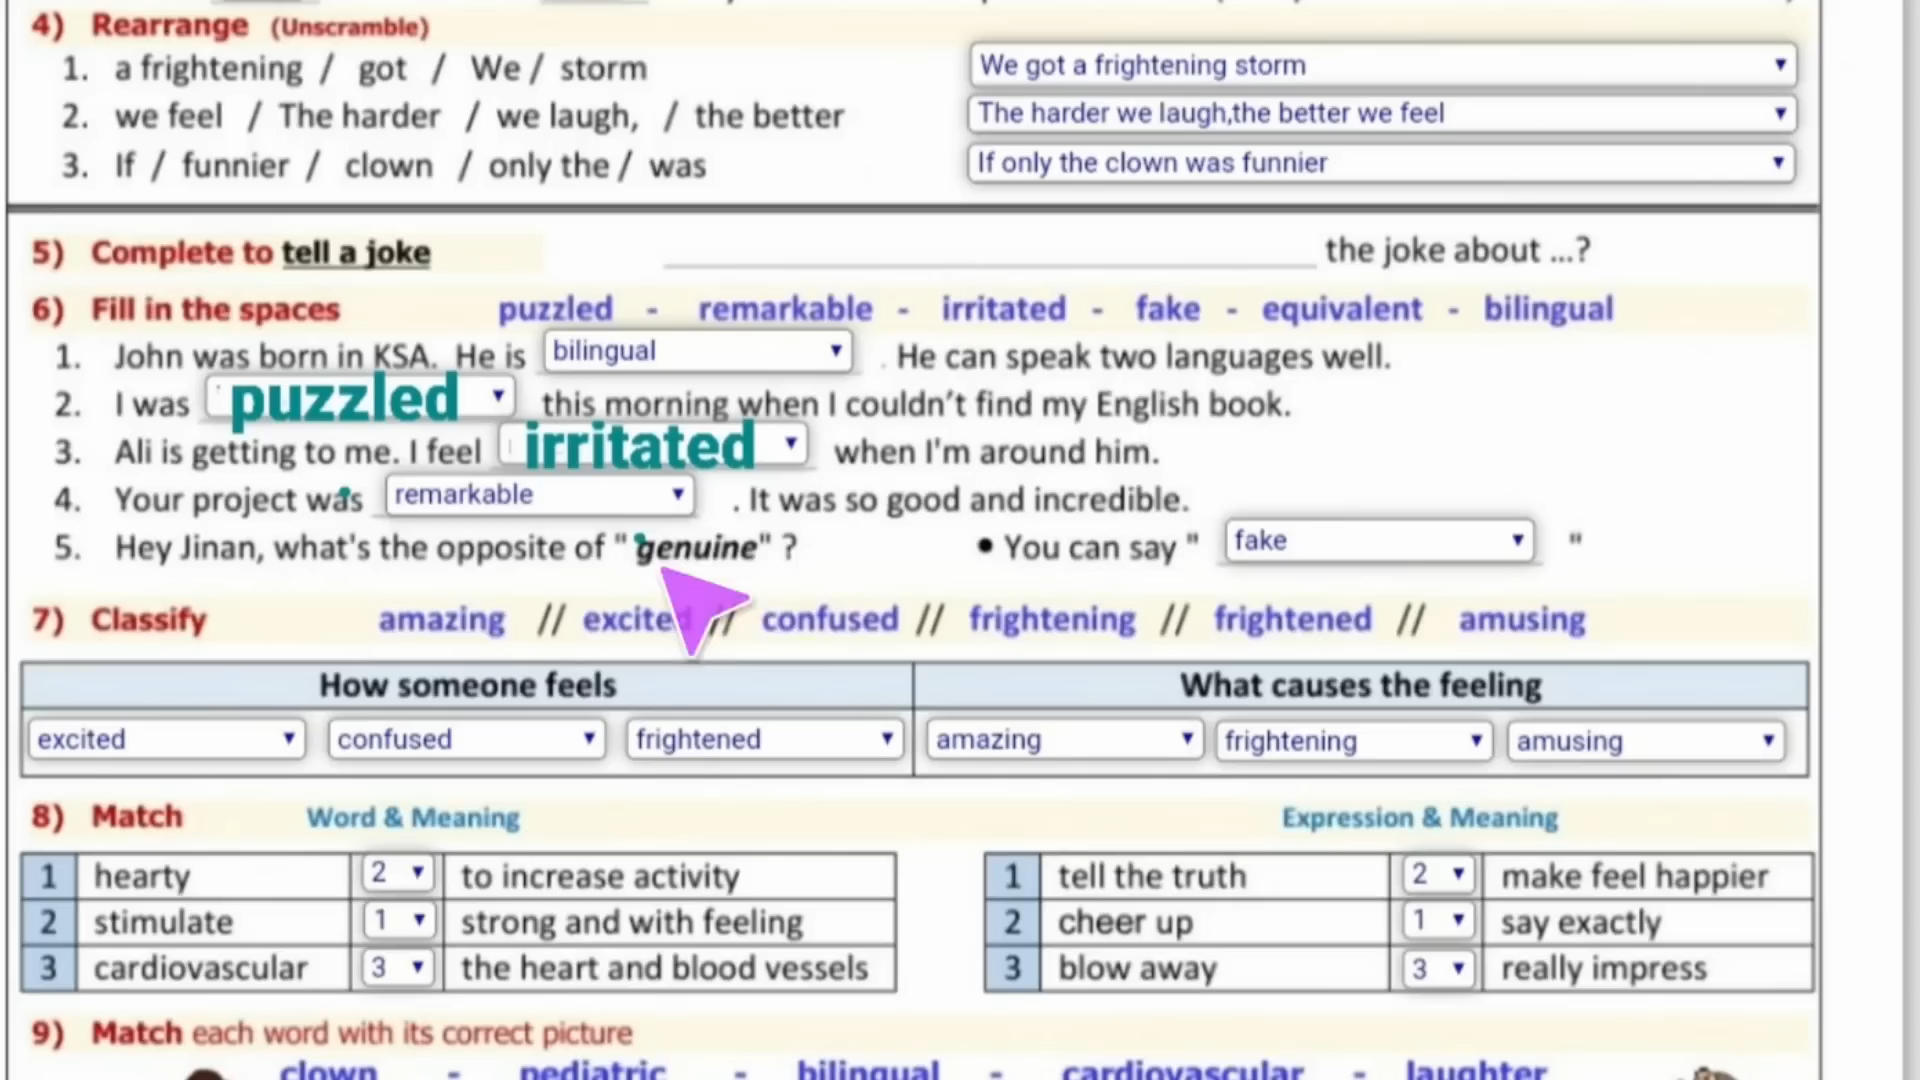 4) Rearrange (Unscramble)
1. a frightening / got / We / storm We got a frightening storm
2. we feel / The harder / we laugh, / the better The harder we laugh,the better we feel
3. If / funnier / clown / only the / was If only the clown was funnier
5) Complete to tell a joke the joke about ...?
6) Fill in the spaces puzzled - remarkable - irritated - fake - equivalent - bilingual
1. John was born in KSA. He is bilingual . He can speak two languages well.
2. I was puzzled this morning when I couldn't find my English book.
3. Ali is getting to me. I feel irritated when I'm around him.
4. Your project was remarkable . It was so good and incredible.
5. Hey Jinan, what's the opposite of "genuine" ? • You can say " fake "
7) Classify amazing // excited // confused // frightening // frightened // amusing
How someone feels What causes the feeling
excited confused frightened amazing frightening amusing
8) Match Word & Meaning Expression & Meaning
1 hearty 2 to increase activity 1 tell the truth 2 make feel happier
2 stimulate 1 strong and with feeling 2 cheer up 1 say exactly
3 cardiovascular 3 the heart and blood vessels 3 blow away 3 really impress
9) Match each word with its correct picture
clown - pediatric - bilingual - cardiovascular - laughter